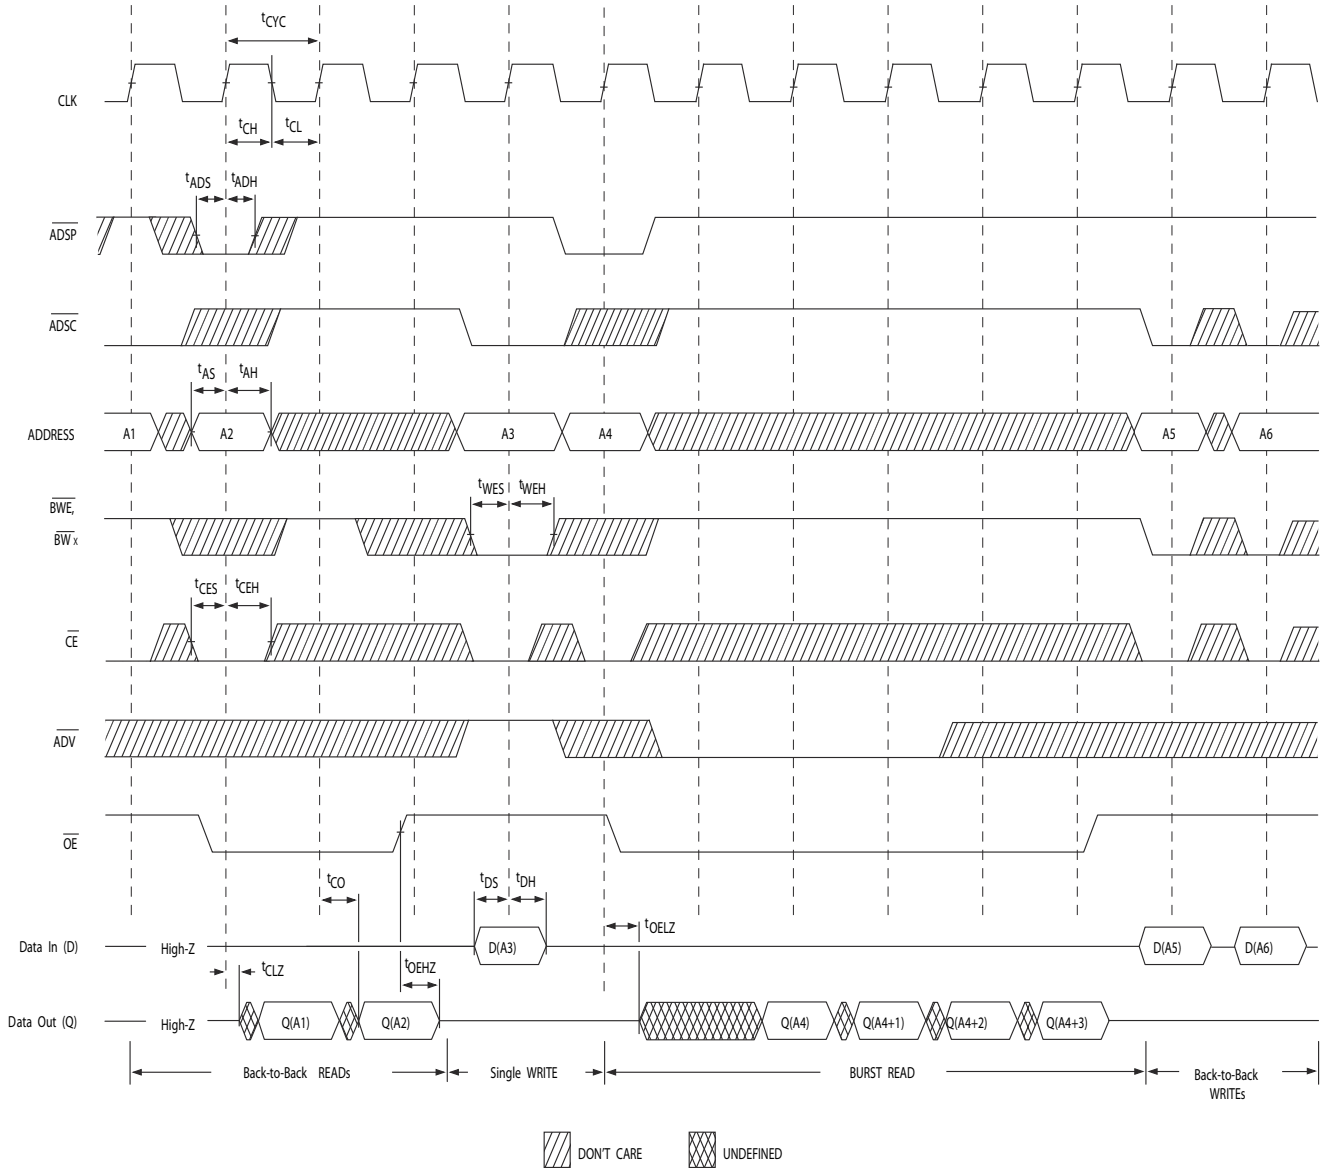 tCYC
CLK
tCH
tCL
tADS
tADH
ADSP
ADSC
tAS
tAH
ADDRESS
A1
A2
A3
A4
A5
A6
tWES
tWEH
BWE,
BW x
tCES
tCEH
CE
ADV
OE
tCO
tDS
tDH
tOELZ
Data In (D)
High-Z
D(A3)
D(A5)
D(A6)
tCLZ
tOEHZ
Data Out (Q)
High-Z
Q(A1)
Q(A2)
Q(A4)
Q(A4+1)
Q(A4+2)
Q(A4+3)
Back-to-Back READs
Single WRITE
BURST READ
Back-to-Back
WRITEs
DON'T CARE
UNDEFINED